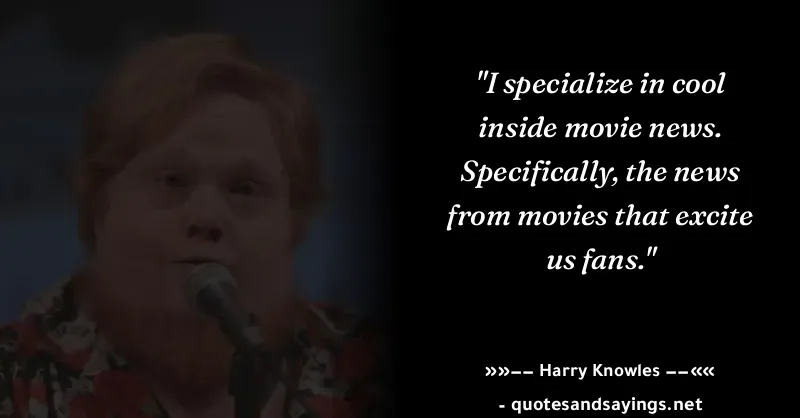 "I specialize in cool
inside movie news.
Specifically, the news
from movies that excite
us fans."
»»—— Harry Knowles ——««
- quotesandsayings.net